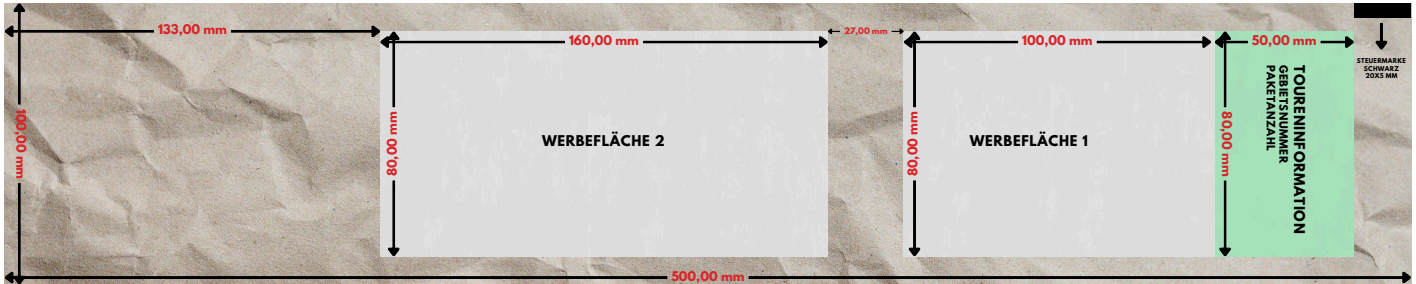 133,00 mm
100,00 mm
160,00 mm
80,00 mm
WERBEFLÄCHE 2
27,00 mm
100,00 mm
80,00 mm
WERBEFLÄCHE 1
50,00 mm
80,00 mm
TOURENINFORMATION
GEBIETSNUMMER
PAKETANZAHL
STEUERMARKE
SCHWARZ
20X5 MM
500,00 mm